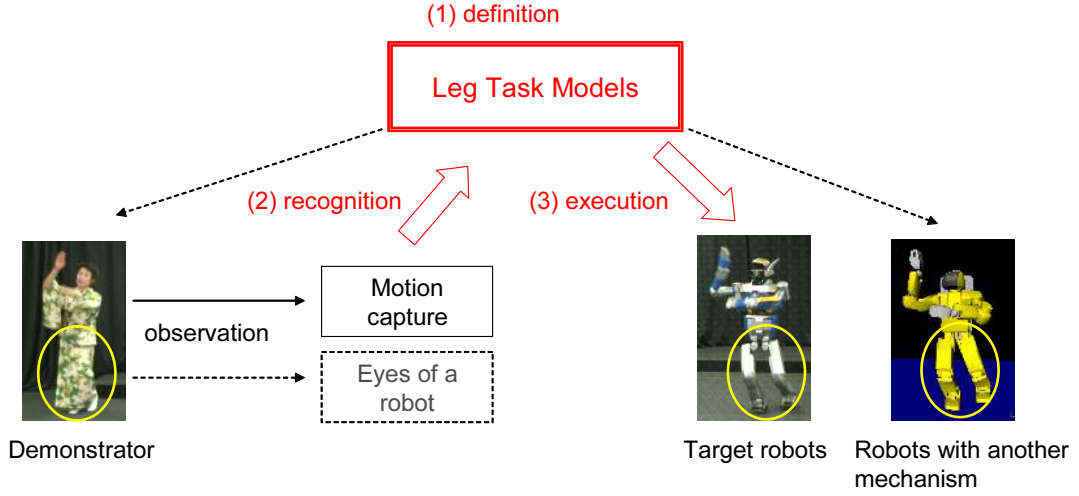 (1) definition
Leg Task Models
(2) recognition
(3) execution
Motion
capture
observation
Eyes of a
robot
Demonstrator
Target robots
Robots with another
mechanism